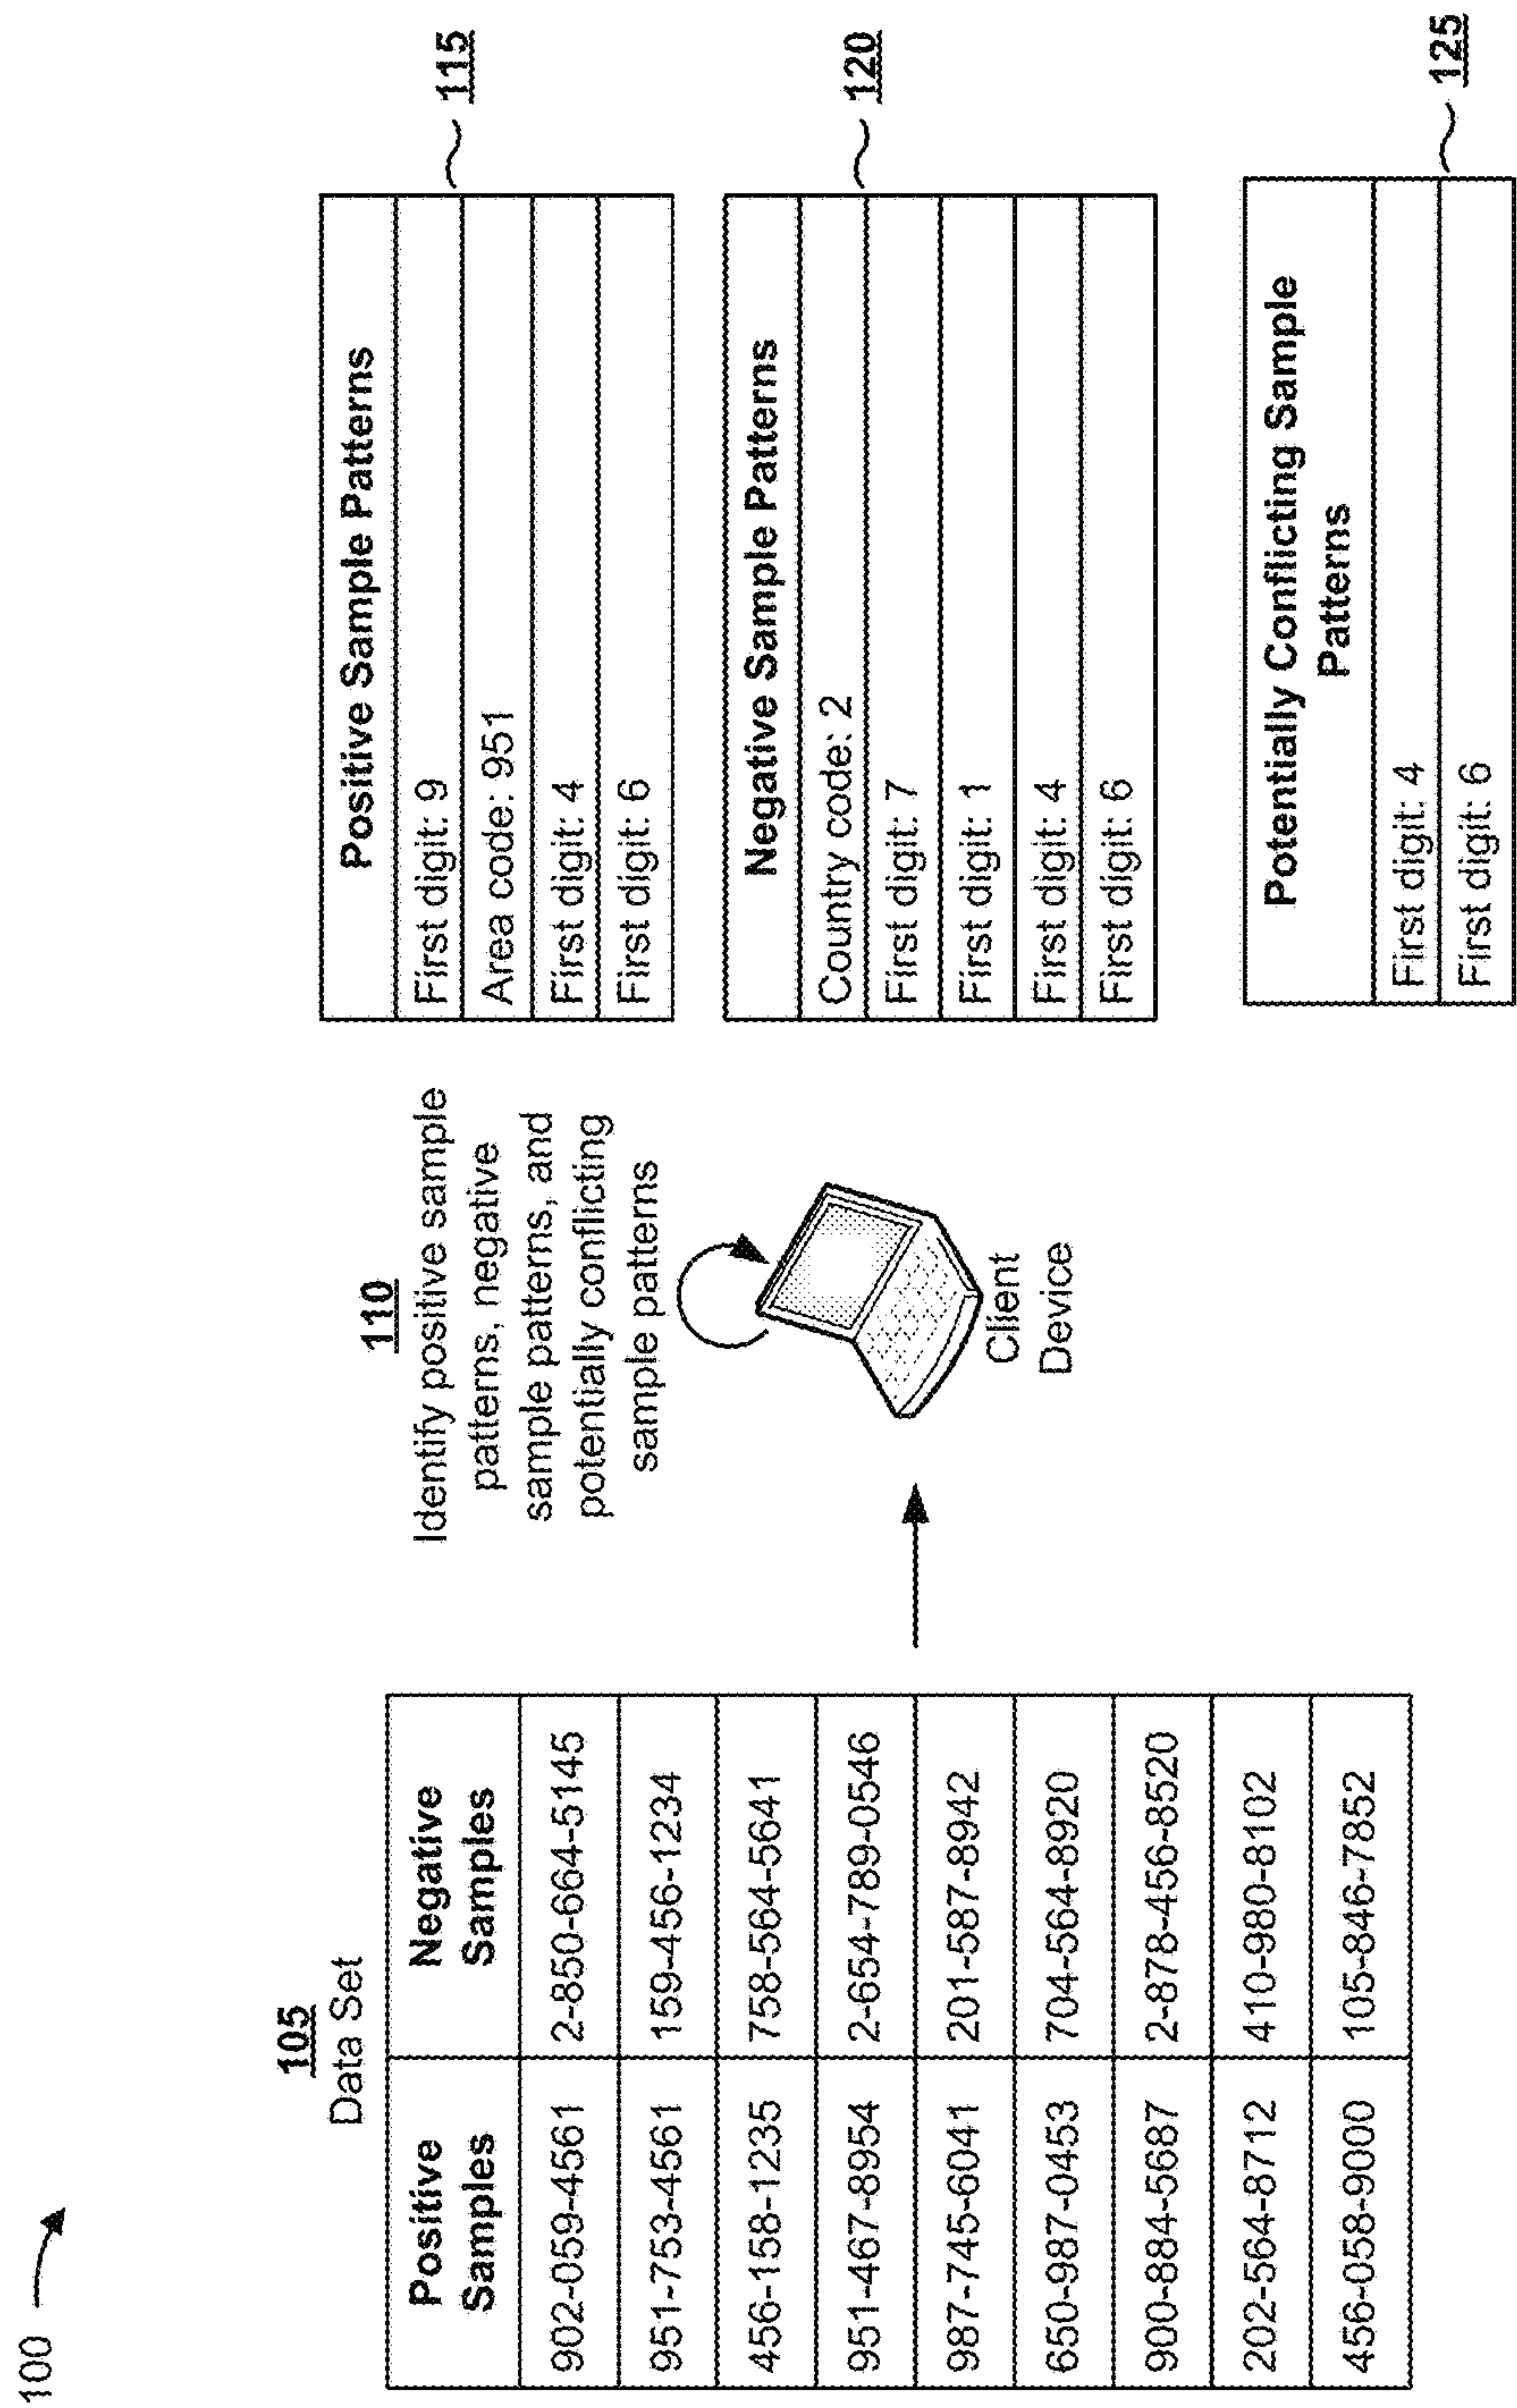 100
105
Data Set
Positive Samples Negative Samples
902-059-4561 2-850-664-5145
951-753-4561 159-456-1234
456-158-1235 758-564-5641
951-467-8954 2-654-789-0546
987-745-6041 201-587-8942
650-987-0453 704-564-8920
900-884-5687 2-878-456-8520
202-564-8712 410-980-8102
456-058-9000 105-846-7852
110
Identify positive sample
patterns, negative
sample patterns, and
potentially conflicting
sample patterns
Client
Device
Positive Sample Patterns
First digit: 9
115
Area code: 951
First digit: 4
First digit: 6
Negative Sample Patterns
Country code: 2
120
First digit: 7
First digit: 1
First digit: 4
First digit: 6
Potentially Conflicting Sample
Patterns
First digit: 4
125
First digit: 6